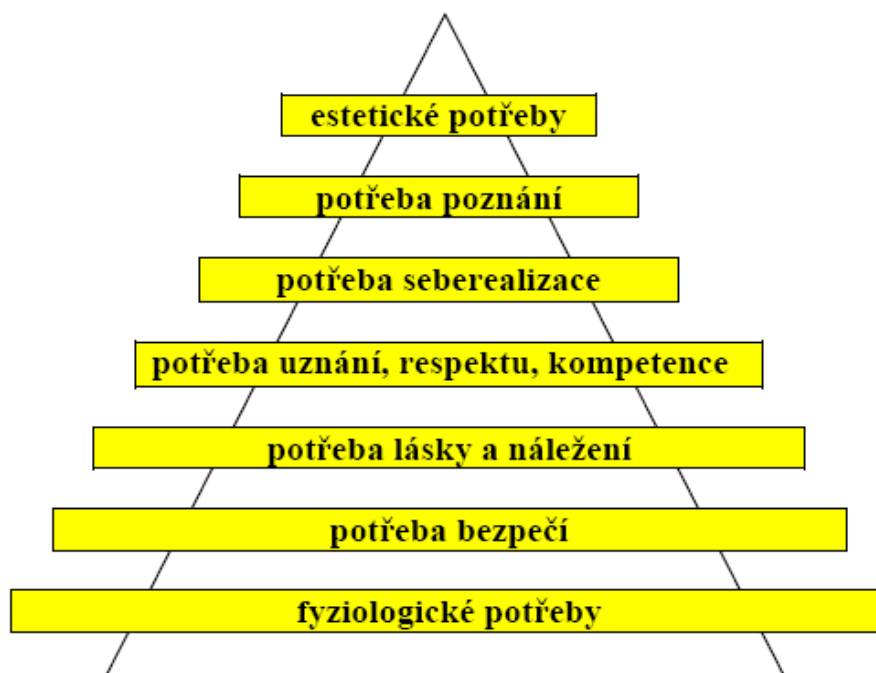 estetické potřeby
potřeba poznání
potřeba seberealizace
potřeba uznání, respektu, kompetence
potřeba lásky a náležení
potřeba bezpečí
fyziologické potřeby